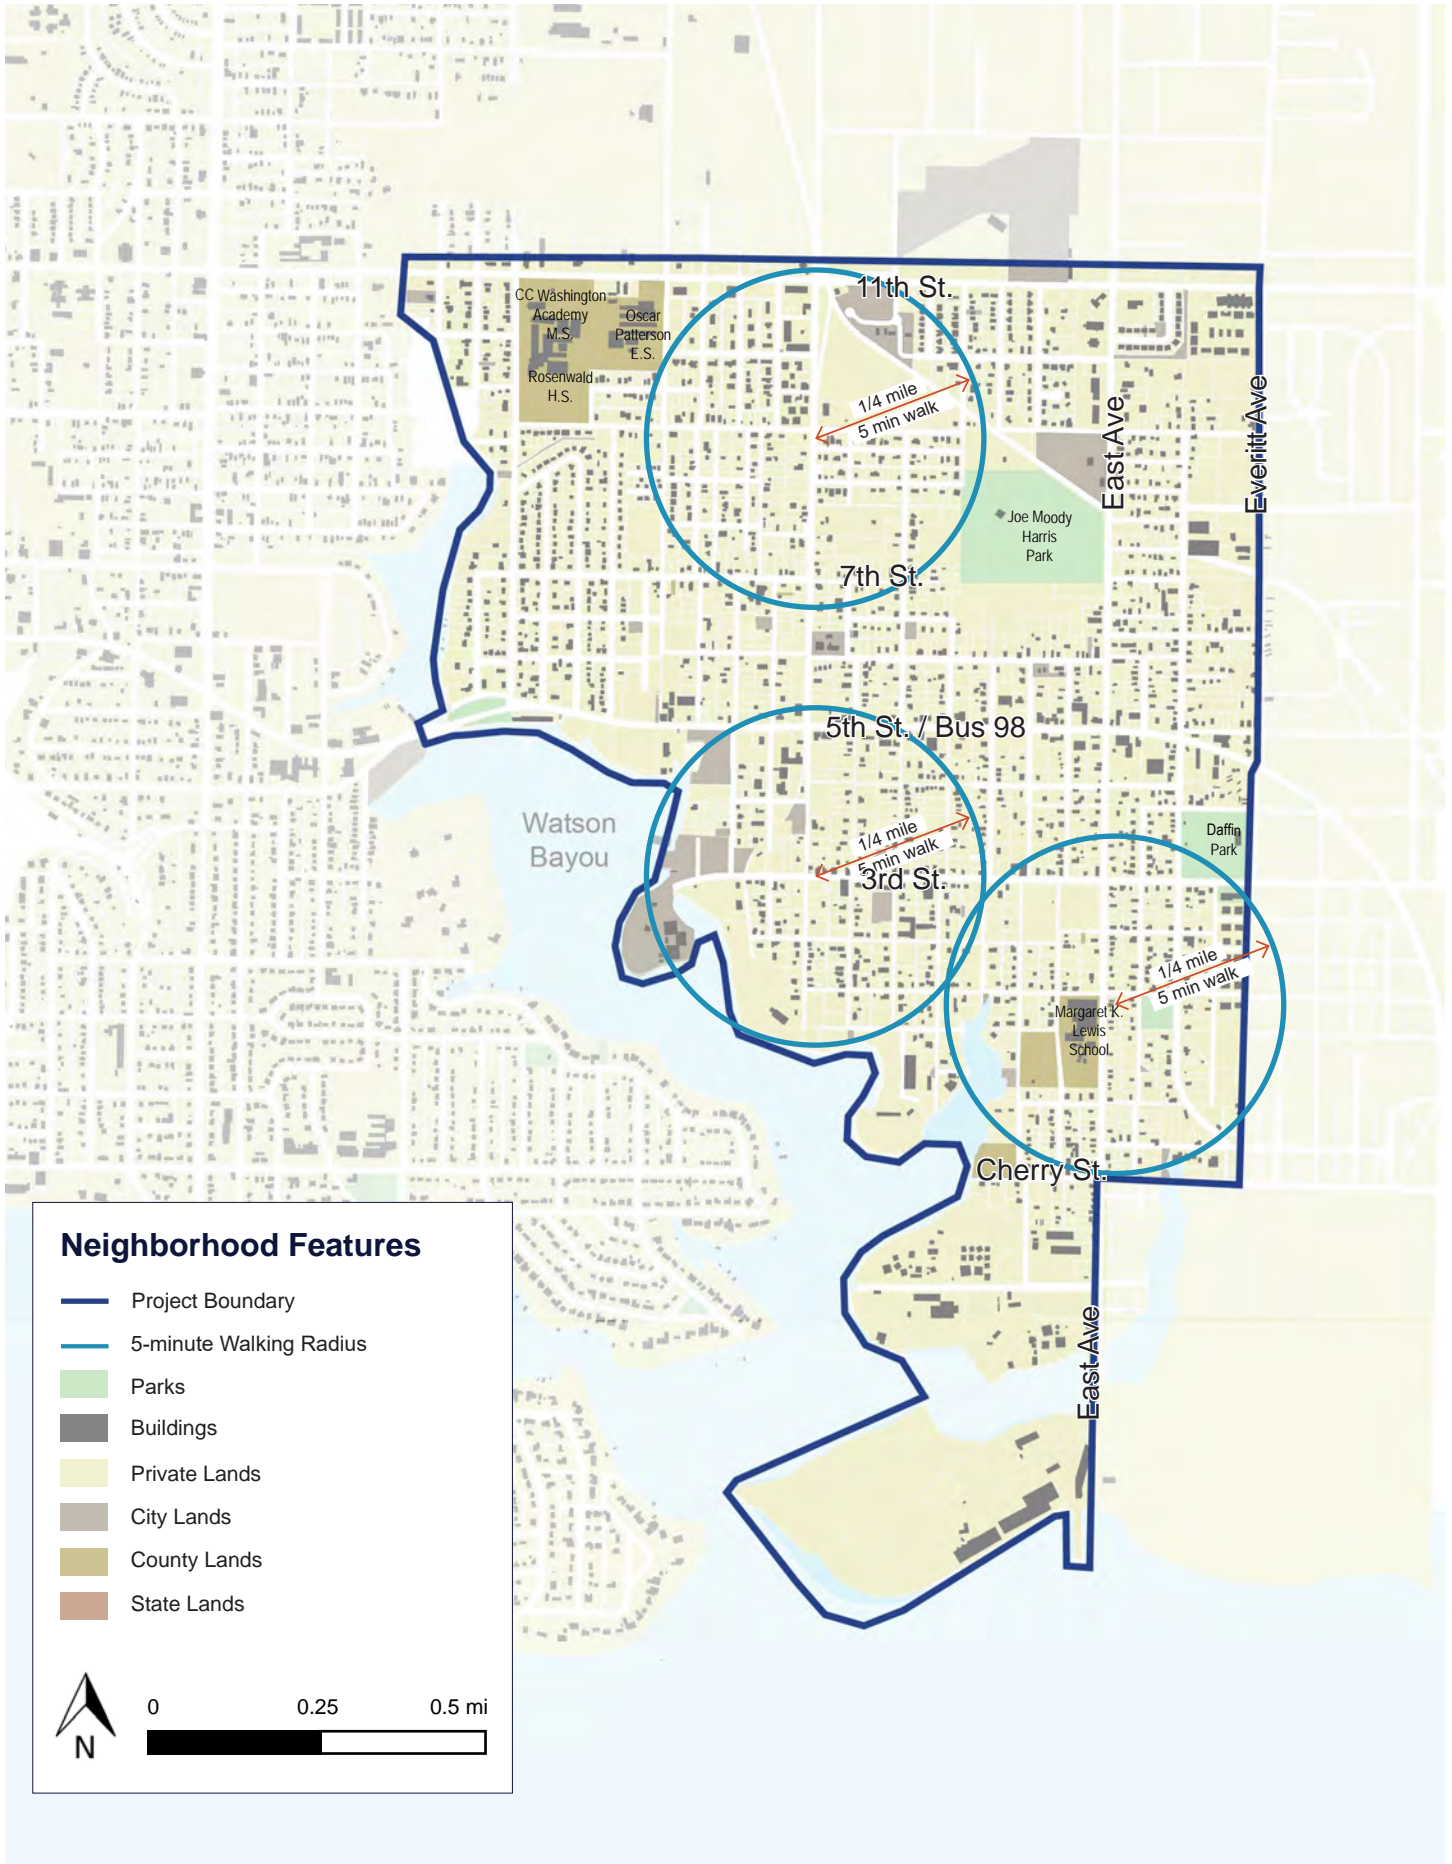 11th St.
CC Washington
Academy
M.S.
Oscar
Patterson
E.S.
Rosenwald
H.S.
1/4 mile
5 min walk
East Ave
Everitt Ave
Joe Moody
Harris
Park
7th St.
5th St. / Bus 98
Watson
Bayou
1/4 mile
5 min walk
3rd St.
Daffin
Park
1/4 mile
5 min walk
Margaret K.
Lewis
School
Cherry St.
East Ave
Neighborhood Features
Project Boundary
5-minute Walking Radius
Parks
Buildings
Private Lands
City Lands
County Lands
State Lands
N
0 0.25 0.5 mi